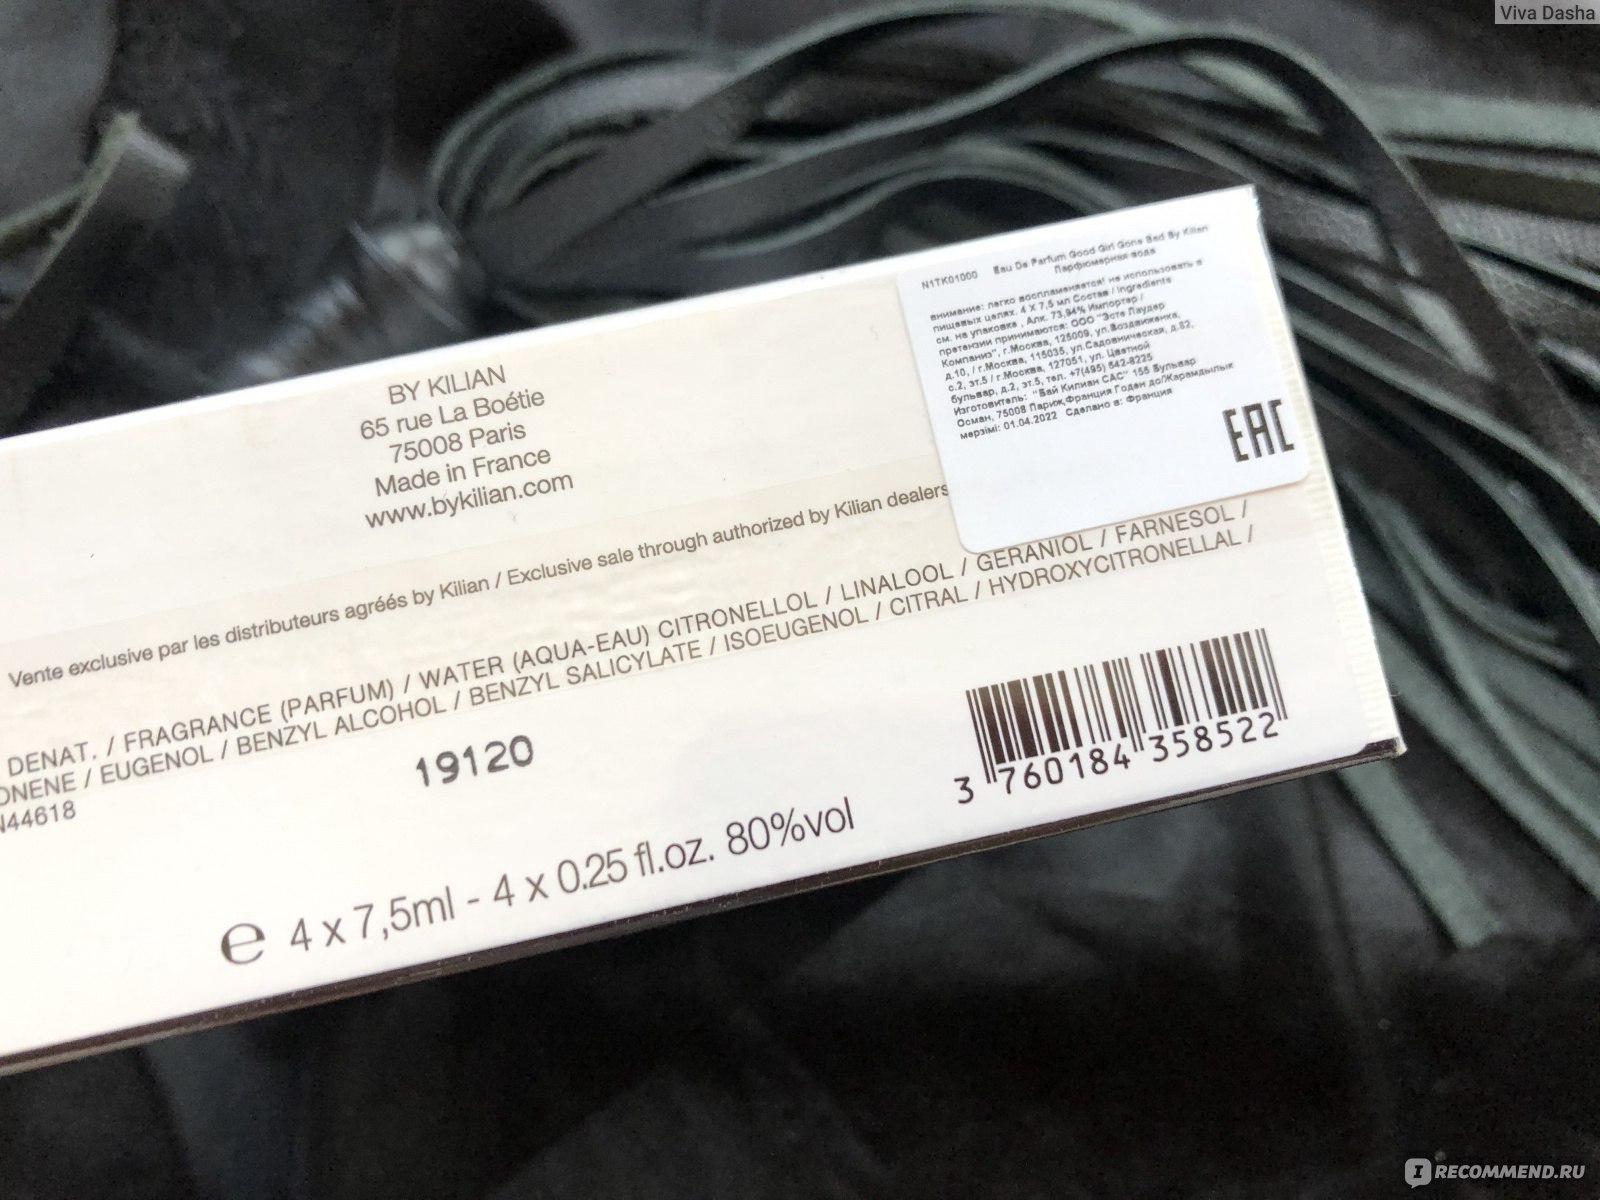 Viva Dasha
N1TK01000 Eau De Parfum Good Girl Gone Bad By Kilian
Парфюмерная вода
внимание: легко воспламеняется! не использовать в
пищевых целях. 4 X 7,5 мл Состав / Ingredients
см. на упаковке , Алк. 73,94% Импортер /
претензии принимаются: ООО "Эсте Лаудер
Компаниз", г.Москва, 125009, ул.Воздвиженка,
д.10, / г.Москва, 115035, ул.Садовническая, д.82,
с.2, эт.5 / г.Москва, 127051, ул. Цветной
бульвар, д.2, эт.5, тел. +7(495) 542-8225
Изготовитель: "Бай Килиан САС" 155 Бульвар
Осман, 75008 Париж,Франция Годен до/Жарамдылык
мерзімі: 01.04.2022 Сделано в: Франция
EAC
BY KILIAN
65 rue La Boétie
75008 Paris
Made in France
www.bykilian.com
Vente exclusive par les distributeurs agréés by Kilian / Exclusive sale through authorized by Kilian dealers
DENAT. / FRAGRANCE (PARFUM) / WATER (AQUA-EAU) CITRONELLOL / LINALOOL / GERANIOL / FARNESOL /
ONENE / EUGENOL / BENZYL ALCOHOL / BENZYL SALICYLATE / ISOEUGENOL / CITRAL / HYDROXYCITRONELLAL /
N44618
19120
3 760184 358522
e 4 x 7,5ml - 4 x 0.25 fl.oz. 80%vol
IRECOMMEND.RU